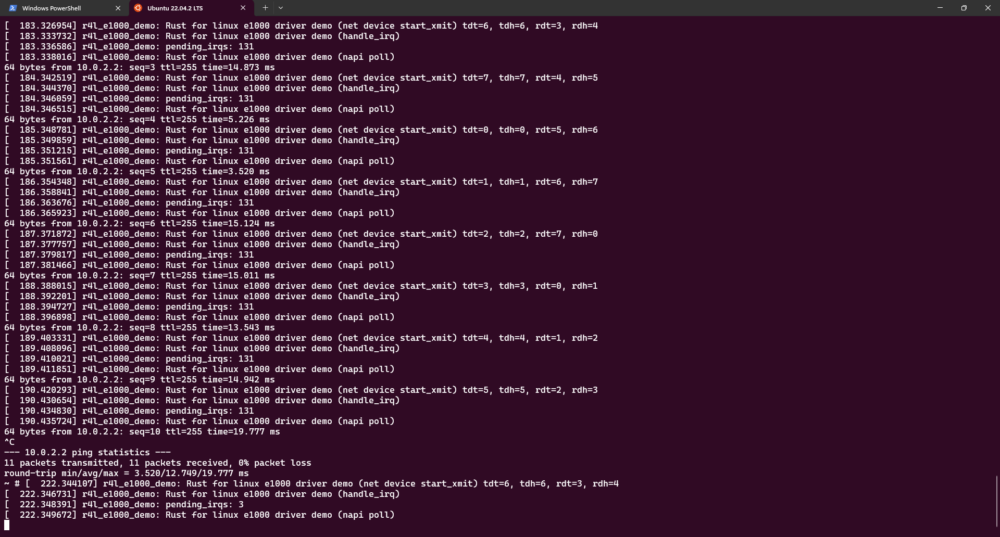 Windows PowerShell
Ubuntu 22.04.2 LTS
[  183.326954] r4l_e1000_demo: Rust for linux e1000 driver demo (net device start_xmit) tdt=6, tdh=6, rdt=3, rdh=4
[  183.333732] r4l_e1000_demo: Rust for linux e1000 driver demo (handle_irq)
[  183.336586] r4l_e1000_demo: pending_irqs: 131
[  183.338016] r4l_e1000_demo: Rust for linux e1000 driver demo (napi poll)
64 bytes from 10.0.2.2: seq=3 ttl=255 time=14.873 ms
[  184.342519] r4l_e1000_demo: Rust for linux e1000 driver demo (net device start_xmit) tdt=7, tdh=7, rdt=4, rdh=5
[  184.344370] r4l_e1000_demo: Rust for linux e1000 driver demo (handle_irq)
[  184.346059] r4l_e1000_demo: pending_irqs: 131
[  184.346515] r4l_e1000_demo: Rust for linux e1000 driver demo (napi poll)
64 bytes from 10.0.2.2: seq=4 ttl=255 time=5.226 ms
[  185.348781] r4l_e1000_demo: Rust for linux e1000 driver demo (net device start_xmit) tdt=0, tdh=0, rdt=5, rdh=6
[  185.349859] r4l_e1000_demo: Rust for linux e1000 driver demo (handle_irq)
[  185.351215] r4l_e1000_demo: pending_irqs: 131
[  185.351561] r4l_e1000_demo: Rust for linux e1000 driver demo (napi poll)
64 bytes from 10.0.2.2: seq=5 ttl=255 time=3.520 ms
[  186.354348] r4l_e1000_demo: Rust for linux e1000 driver demo (net device start_xmit) tdt=1, tdh=1, rdt=6, rdh=7
[  186.358841] r4l_e1000_demo: Rust for linux e1000 driver demo (handle_irq)
[  186.363676] r4l_e1000_demo: pending_irqs: 131
[  186.365923] r4l_e1000_demo: Rust for linux e1000 driver demo (napi poll)
64 bytes from 10.0.2.2: seq=6 ttl=255 time=15.124 ms
[  187.371872] r4l_e1000_demo: Rust for linux e1000 driver demo (net device start_xmit) tdt=2, tdh=2, rdt=7, rdh=0
[  187.377757] r4l_e1000_demo: Rust for linux e1000 driver demo (handle_irq)
[  187.379817] r4l_e1000_demo: pending_irqs: 131
[  187.381466] r4l_e1000_demo: Rust for linux e1000 driver demo (napi poll)
64 bytes from 10.0.2.2: seq=7 ttl=255 time=15.011 ms
[  188.388015] r4l_e1000_demo: Rust for linux e1000 driver demo (net device start_xmit) tdt=3, tdh=3, rdt=0, rdh=1
[  188.392201] r4l_e1000_demo: Rust for linux e1000 driver demo (handle_irq)
[  188.394727] r4l_e1000_demo: pending_irqs: 131
[  188.396898] r4l_e1000_demo: Rust for linux e1000 driver demo (napi poll)
64 bytes from 10.0.2.2: seq=8 ttl=255 time=13.543 ms
[  189.403331] r4l_e1000_demo: Rust for linux e1000 driver demo (net device start_xmit) tdt=4, tdh=4, rdt=1, rdh=2
[  189.408096] r4l_e1000_demo: Rust for linux e1000 driver demo (handle_irq)
[  189.410021] r4l_e1000_demo: pending_irqs: 131
[  189.411851] r4l_e1000_demo: Rust for linux e1000 driver demo (napi poll)
64 bytes from 10.0.2.2: seq=9 ttl=255 time=14.942 ms
[  190.420293] r4l_e1000_demo: Rust for linux e1000 driver demo (net device start_xmit) tdt=5, tdh=5, rdt=2, rdh=3
[  190.430654] r4l_e1000_demo: Rust for linux e1000 driver demo (handle_irq)
[  190.434830] r4l_e1000_demo: pending_irqs: 131
[  190.435724] r4l_e1000_demo: Rust for linux e1000 driver demo (napi poll)
64 bytes from 10.0.2.2: seq=10 ttl=255 time=19.777 ms
^C
--- 10.0.2.2 ping statistics ---
11 packets transmitted, 11 packets received, 0% packet loss
round-trip min/avg/max = 3.520/12.749/19.777 ms
~ # [  222.344107] r4l_e1000_demo: Rust for linux e1000 driver demo (net device start_xmit) tdt=6, tdh=6, rdt=3, rdh=4
[  222.346731] r4l_e1000_demo: Rust for linux e1000 driver demo (handle_irq)
[  222.348391] r4l_e1000_demo: pending_irqs: 3
[  222.349672] r4l_e1000_demo: Rust for linux e1000 driver demo (napi poll)